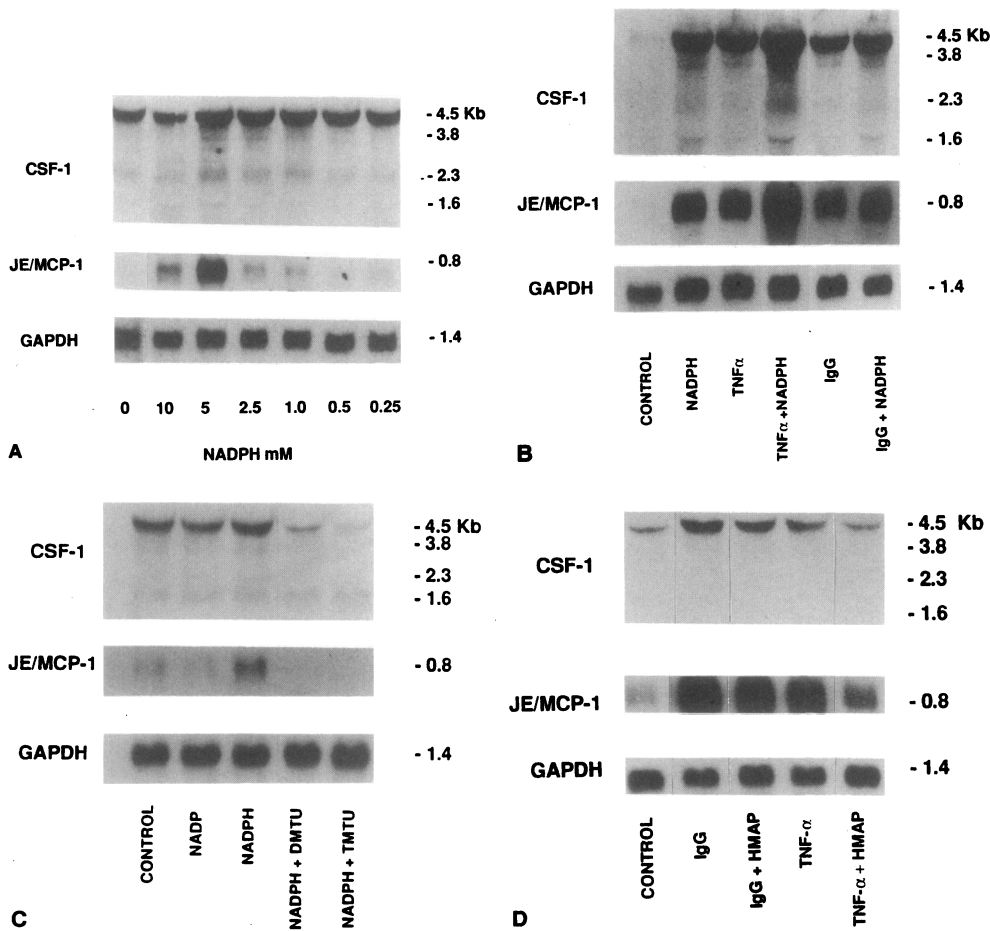 CSF-1
- 4.5 Kb
- 3.8
- 2.3
- 1.6
JE/MCP-1
- 0.8
GAPDH
- 1.4
0 10 5 2.5 1.0 0.5 0.25
NADPH mM
A
CSF-1
- 4.5 Kb
- 3.8
- 2.3
- 1.6
JE/MCP-1
- 0.8
GAPDH
- 1.4
CONTROL
NADPH
TNFα
TNFα +NADPH
IgG
IgG + NADPH
B
CSF-1
- 4.5 Kb
- 3.8
- 2.3
- 1.6
JE/MCP-1
- 0.8
GAPDH
- 1.4
CONTROL
NADP
NADPH
NADPH + DMTU
NADPH + TMTU
C
CSF-1
- 4.5 Kb
- 3.8
- 2.3
- 1.6
JE/MCP-1
- 0.8
GAPDH
- 1.4
CONTROL
IgG
IgG + HMAP
TNF-α
TNF-α + HMAP
D